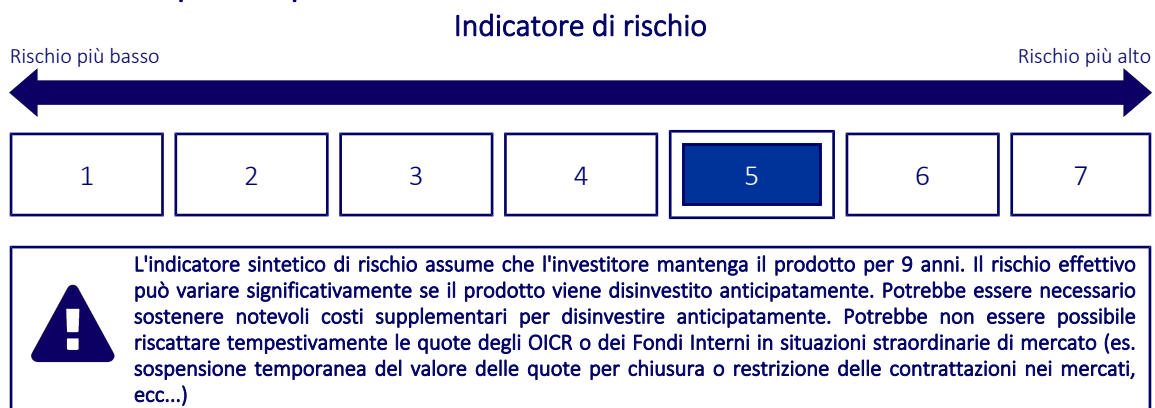 Indicatore di rischio
Rischio più basso
Rischio più alto
1 2 3 4 5 6 7
L'indicatore sintetico di rischio assume che l'investitore mantenga il prodotto per 9 anni. Il rischio effettivo
può variare significativamente se il prodotto viene disinvestito anticipatamente. Potrebbe essere necessario
sostenere notevoli costi supplementari per disinvestire anticipatamente. Potrebbe non essere possibile
riscattare tempestivamente le quote degli OICR o dei Fondi Interni in situazioni straordinarie di mercato (es.
sospensione temporanea del valore delle quote per chiusura o restrizione delle contrattazioni nei mercati,
ecc...)